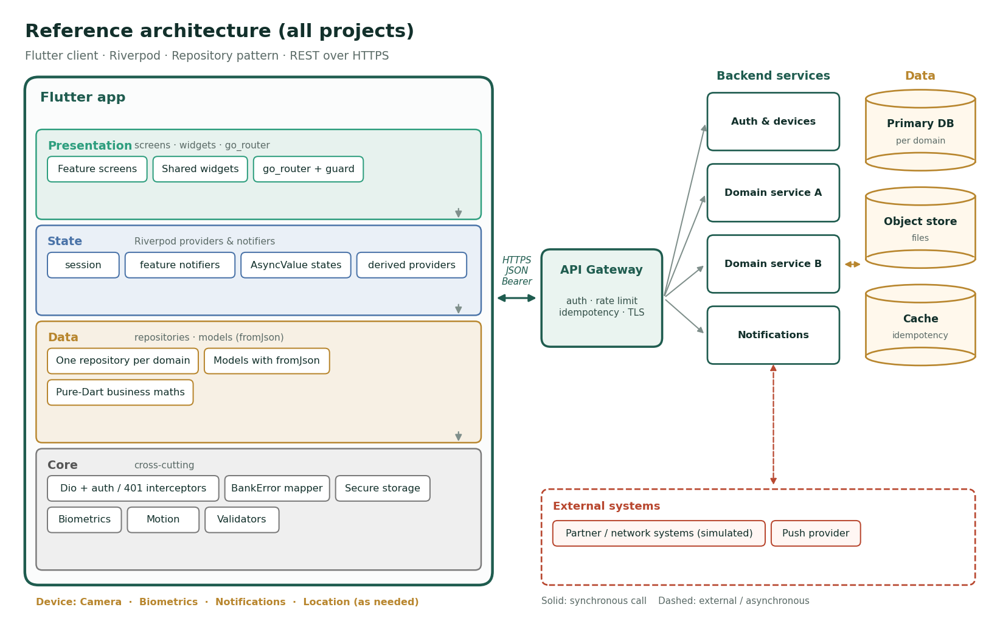 Reference architecture (all projects)
Flutter client · Riverpod · Repository pattern · REST over HTTPS
Flutter app
Presentation screens · widgets · go_router
Feature screens
Shared widgets
go_router + guard
State Riverpod providers & notifiers
session
feature notifiers
AsyncValue states
derived providers
Data repositories · models (fromJson)
One repository per domain
Models with fromJson
Pure-Dart business maths
Core cross-cutting
Dio + auth / 401 interceptors
BankError mapper
Secure storage
Biometrics
Motion
Validators
Device: Camera · Biometrics · Notifications · Location (as needed)
HTTPS
JSON
Bearer
API Gateway
auth · rate limit
idempotency · TLS
Backend services
Auth & devices
Domain service A
Domain service B
Notifications
Data
Primary DB
per domain
Object store
files
Cache
idempotency
External systems
Partner / network systems (simulated)
Push provider
Solid: synchronous call Dashed: external / asynchronous